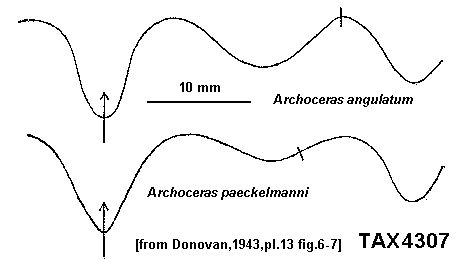 10 mm
Archoceras angulatum
Archoceras paeckelmanni
[from Donovan,1943,pl.13 fig.6-7] TAX4307